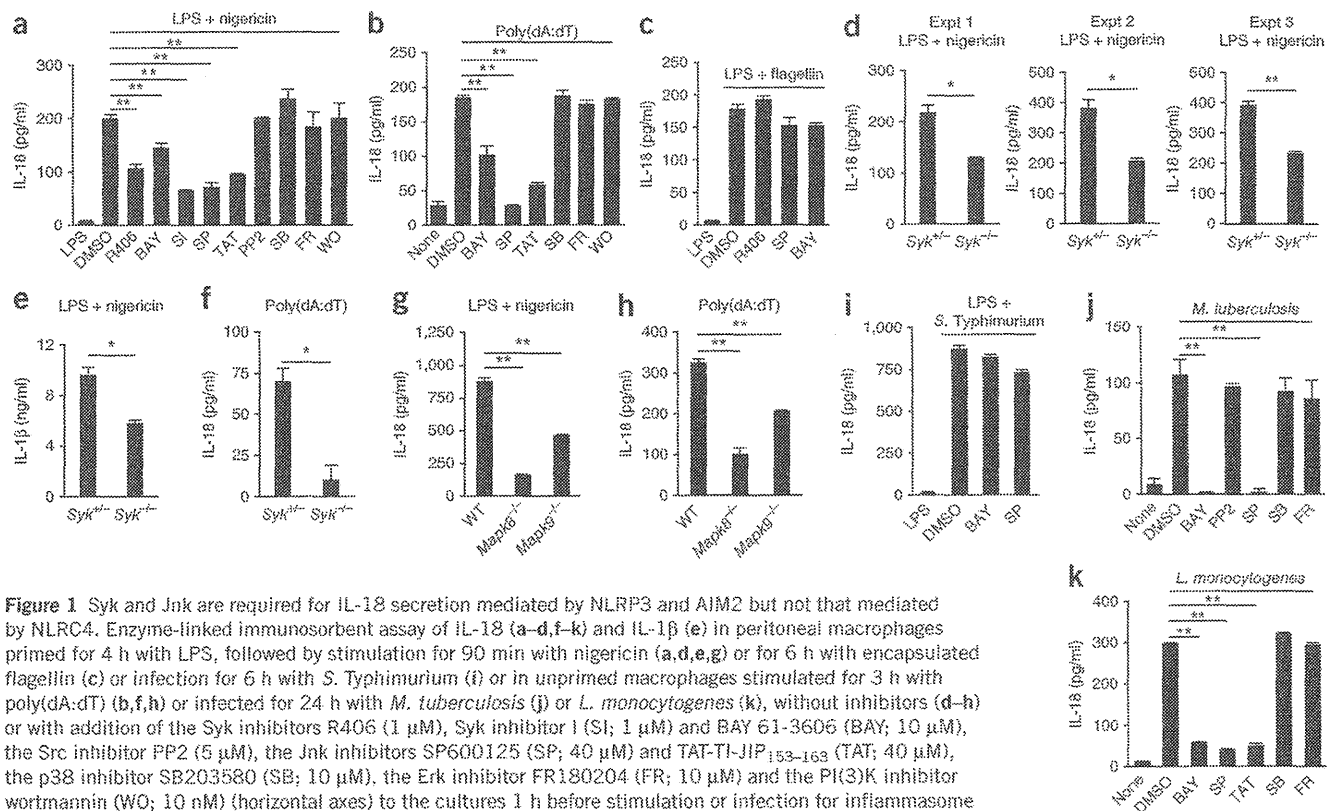 a
LPS + nigericin
** ** ** ** **
IL-18 (pg/ml)
300
200
100
0
LPS DMSO R406 BAY SI SP TAT PP2 SB FR WO
b
Poly(dA:dT)
** ** **
IL-18 (pg/ml)
250
200
150
100
50
0
None DMSO BAY SP TAT SB FR WO
c
LPS + flagellin
IL-18 (pg/ml)
250
200
150
100
50
0
LPS DMSO R406 SP BAY
d
Expt 1
LPS + nigericin
*
IL-18 (pg/ml)
300
200
100
0
Syk+/– Syk–/–
Expt 2
LPS + nigericin
*
IL-18 (pg/ml)
500
400
300
200
100
0
Syk+/– Syk–/–
Expt 3
LPS + nigericin
**
IL-18 (pg/ml)
500
400
300
200
100
0
Syk+/– Syk–/–
e
LPS + nigericin
*
IL-1β (ng/ml)
12
9
6
4
0
Syk+/– Syk–/–
f
Poly(dA:dT)
*
IL-18 (pg/ml)
100
75
50
25
0
Syk+/– Syk–/–
g
LPS + nigericin
** **
IL-18 (pg/ml)
1,250
1,000
750
500
250
0
WT Mapk8–/– Mapk9–/–
h
Poly(dA:dT)
** **
IL-18 (pg/ml)
400
300
200
100
0
WT Mapk8–/– Mapk9–/–
i
LPS +
S. Typhimurium
IL-18 (pg/ml)
1,000
750
500
250
0
LPS DMSO BAY SP
j
M. tuberculosis
** **
IL-18 (pg/ml)
150
100
50
0
None DMSO BAY PP2 SP SB FR
k
L. monocytogenes
** ** **
IL-18 (pg/ml)
400
300
200
100
0
None DMSO BAY SP TAT SB FR
Figure 1 Syk and Jnk are required for IL-18 secretion mediated by NLRP3 and AIM2 but not that mediated
by NLRC4. Enzyme-linked immunosorbent assay of IL-18 (a–d,f–k) and IL-1β (e) in peritoneal macrophages
primed for 4 h with LPS, followed by stimulation for 90 min with nigericin (a,d,e,g) or for 6 h with encapsulated
flagellin (c) or infection for 6 h with S. Typhimurium (i) or in unprimed macrophages stimulated for 3 h with
poly(dA:dT) (b,f,h) or infected for 24 h with M. tuberculosis (j) or L. monocytogenes (k), without inhibitors (d–h)
or with addition of the Syk inhibitors R406 (1 µM), Syk inhibitor I (SI; 1 µM) and BAY 61-3606 (BAY; 10 µM),
the Src inhibitor PP2 (5 µM), the Jnk inhibitors SP600125 (SP; 40 µM) and TAT-TI-JIP153–163 (TAT; 40 µM),
the p38 inhibitor SB203580 (SB; 10 µM), the Erk inhibitor FR180204 (FR; 10 µM) and the PI(3)K inhibitor
wortmannin (WO; 10 nM) (horizontal axes) to the cultures 1 h before stimulation or infection for inflammasome